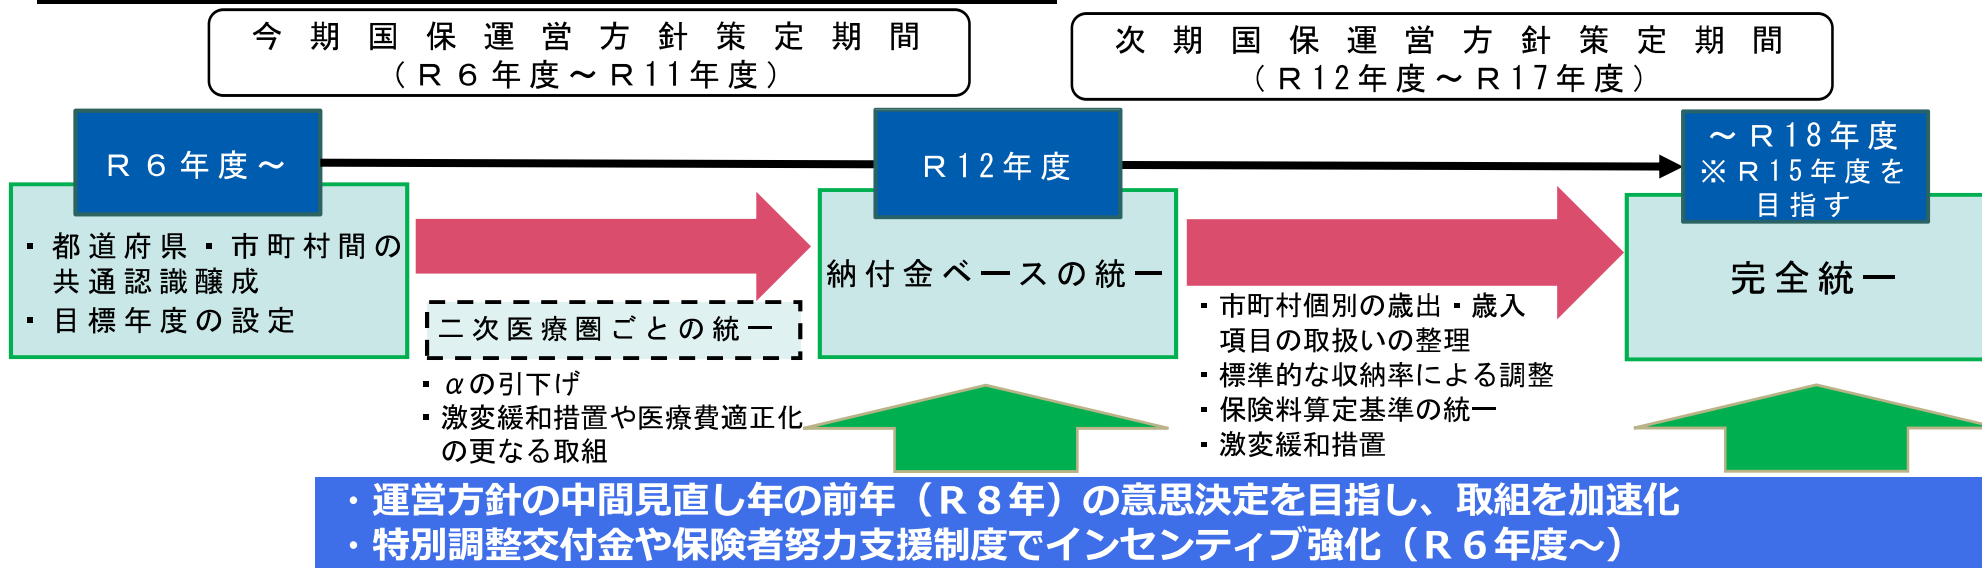 今期国保運営方針策定期間
（Ｒ６年度～Ｒ11年度）
次期国保運営方針策定期間
（Ｒ12年度～Ｒ17年度）
Ｒ６年度～
Ｒ12年度
～Ｒ18年度
※Ｒ15年度を
目指す
・都道府県・市町村間の
共通認識醸成
・目標年度の設定
二次医療圏ごとの統一
・αの引下げ
・激変緩和措置や医療費適正化
の更なる取組
納付金ベースの統一
・市町村個別の歳出・歳入
項目の取扱いの整理
・標準的な収納率による調整
・保険料算定基準の統一
・激変緩和措置
完全統一
・運営方針の中間見直し年の前年（Ｒ８年）の意思決定を目指し、取組を加速化
・特別調整交付金や保険者努力支援制度でインセンティブ強化（Ｒ６年度～）